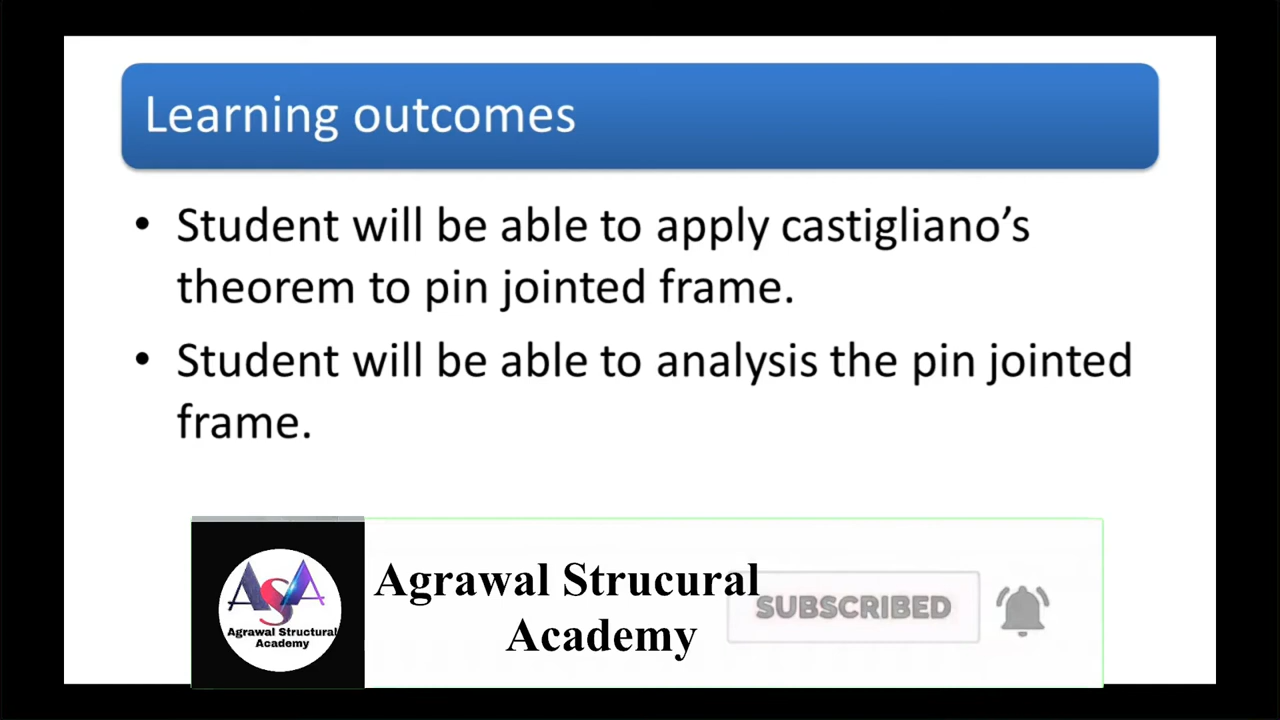 Learning outcomes
• Student will be able to apply castigliano’s
theorem to pin jointed frame.
• Student will be able to analysis the pin jointed
frame.
ASA
Agrawal Structural
Academy
Agrawal Strucural
Academy
SUBSCRIBED